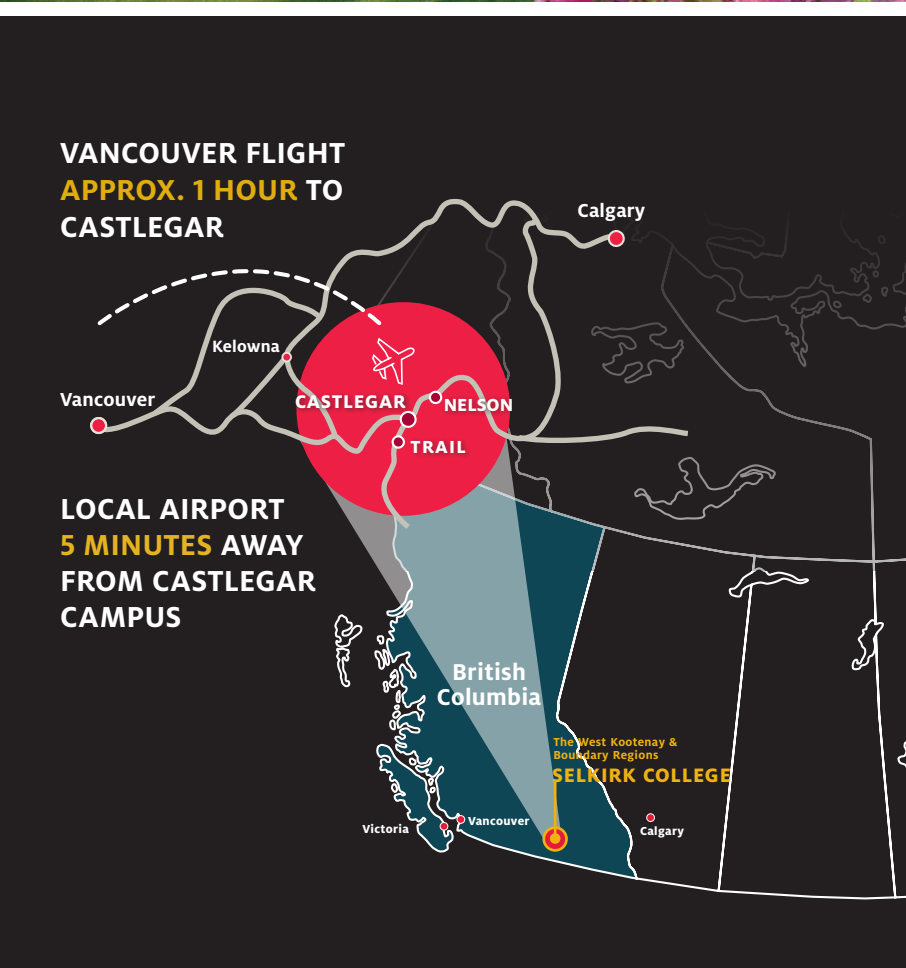 VANCOUVER FLIGHT
APPROX. 1 HOUR TO
CASTLEGAR
Calgary
Kelowna
Vancouver
CASTLEGAR
NELSON
TRAIL
LOCAL AIRPORT
5 MINUTES AWAY
FROM CASTLEGAR
CAMPUS
British
Columbia
The West Kootenay &
Boundary Regions
SELKIRK COLLEGE
Victoria
Vancouver
Calgary